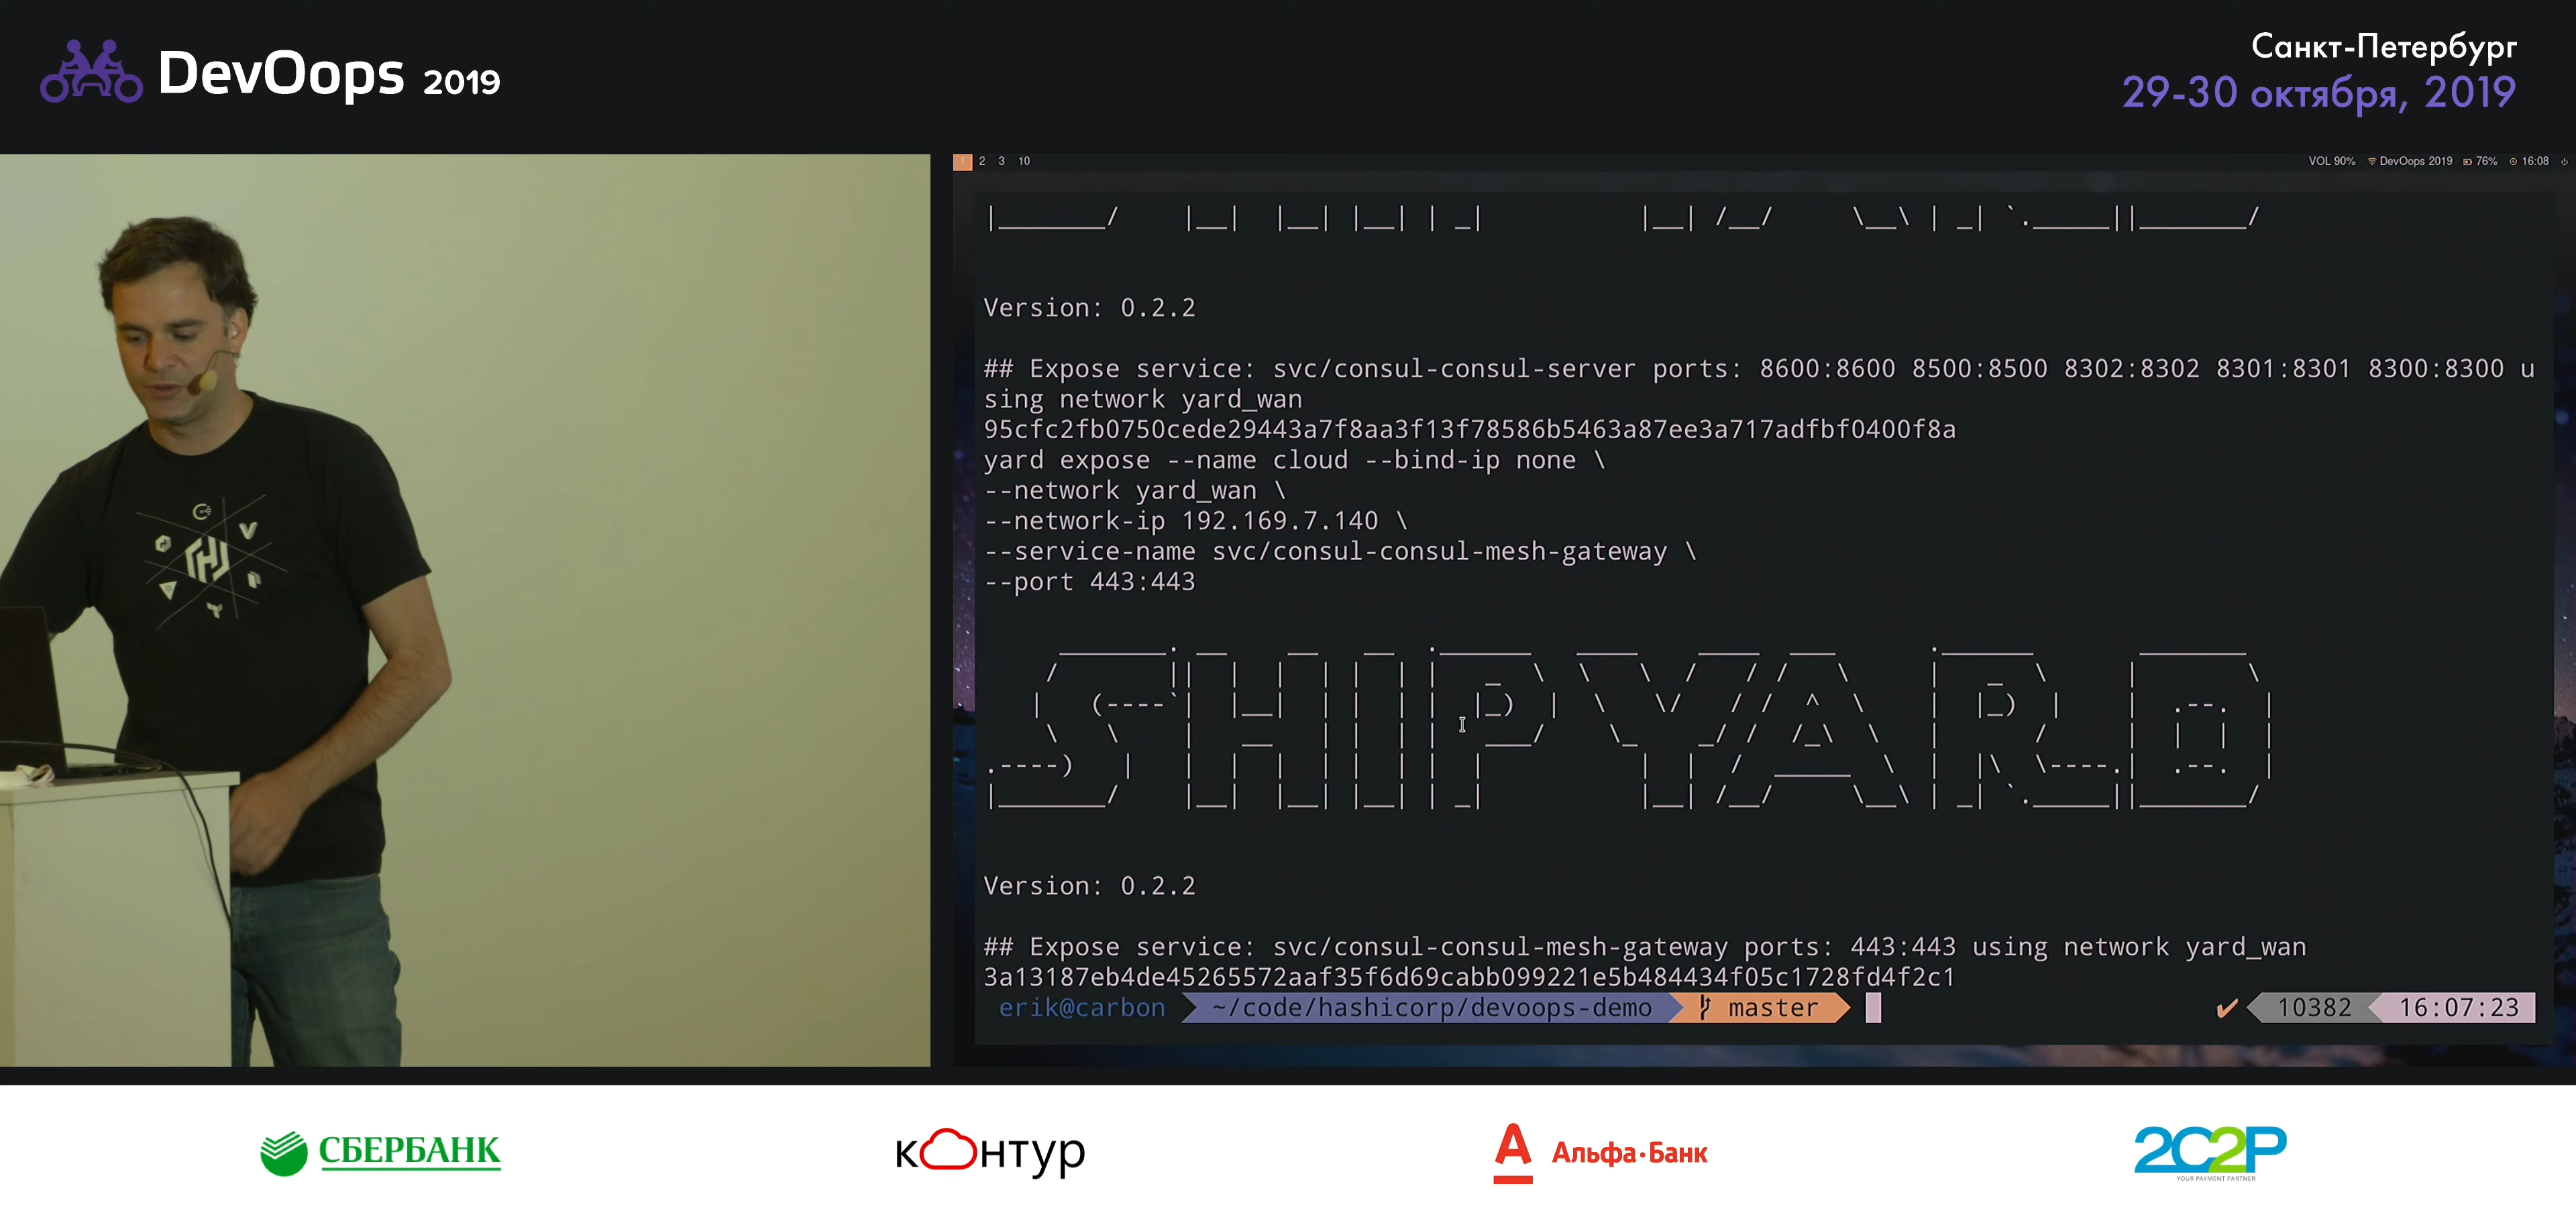 DevOops 2019
Санкт-Петербург
29-30 октября, 2019
1 2 3 10
VOL 90% DevOops 2019 76% 16:08
Version: 0.2.2
## Expose service: svc/consul-consul-server ports: 8600:8600 8500:8500 8302:8302 8301:8301 8300:8300 u
sing network yard_wan
95cfc2fb0750cede29443a7f8aa3f13f78586b5463a87ee3a717adfbf0400f8a
yard expose --name cloud --bind-ip none \
--network yard_wan \
--network-ip 192.169.7.140 \
--service-name svc/consul-consul-mesh-gateway \
--port 443:443
SHIPYARD
Version: 0.2.2
## Expose service: svc/consul-consul-mesh-gateway ports: 443:443 using network yard_wan
3a13187eb4de45265572aaf35f6d69cabb099221e5b484434f05c1728fd4f2c1
erik@carbon ~/code/hashicorp/devoops-demo master 10382 16:07:23
СБЕРБАНК
контур
Альфа·Банк
2C2P
YOUR PAYMENT PARTNER